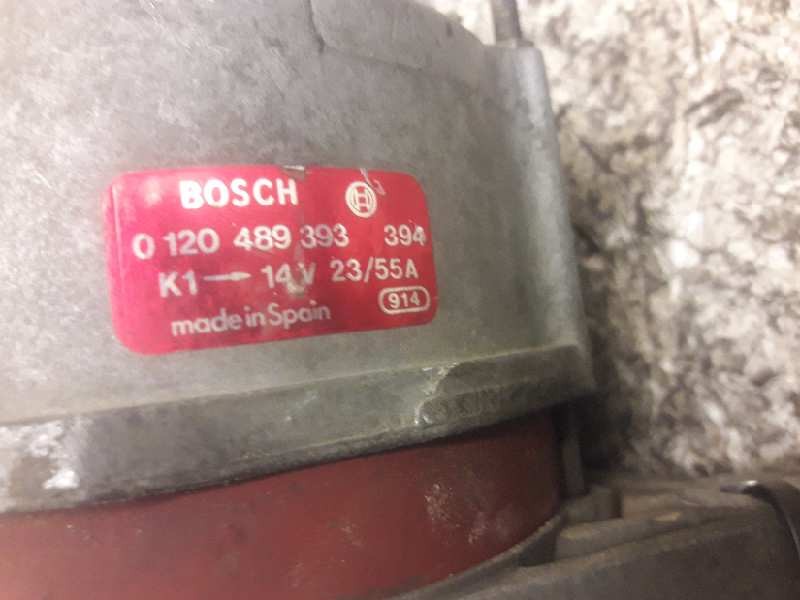 BOSCH
0 120 489 393 394
K1→ 14V 23/55A
made in Spain 914